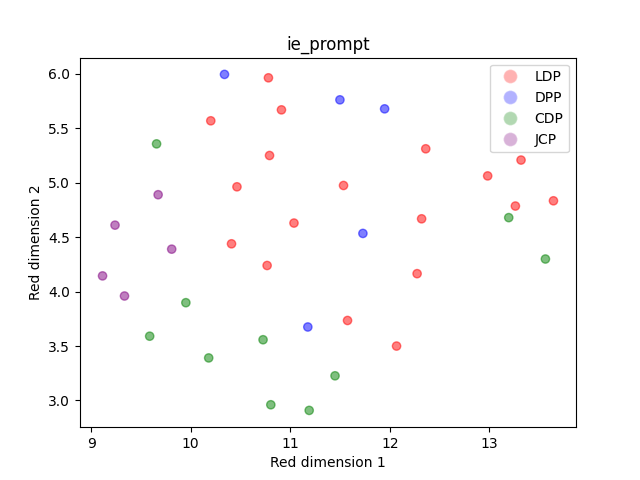 ie_prompt
LDP
DPP
CDP
JCP
6.0
5.5
5.0
4.5
4.0
3.5
3.0
Red dimension 2
9
10
11
12
13
Red dimension 1